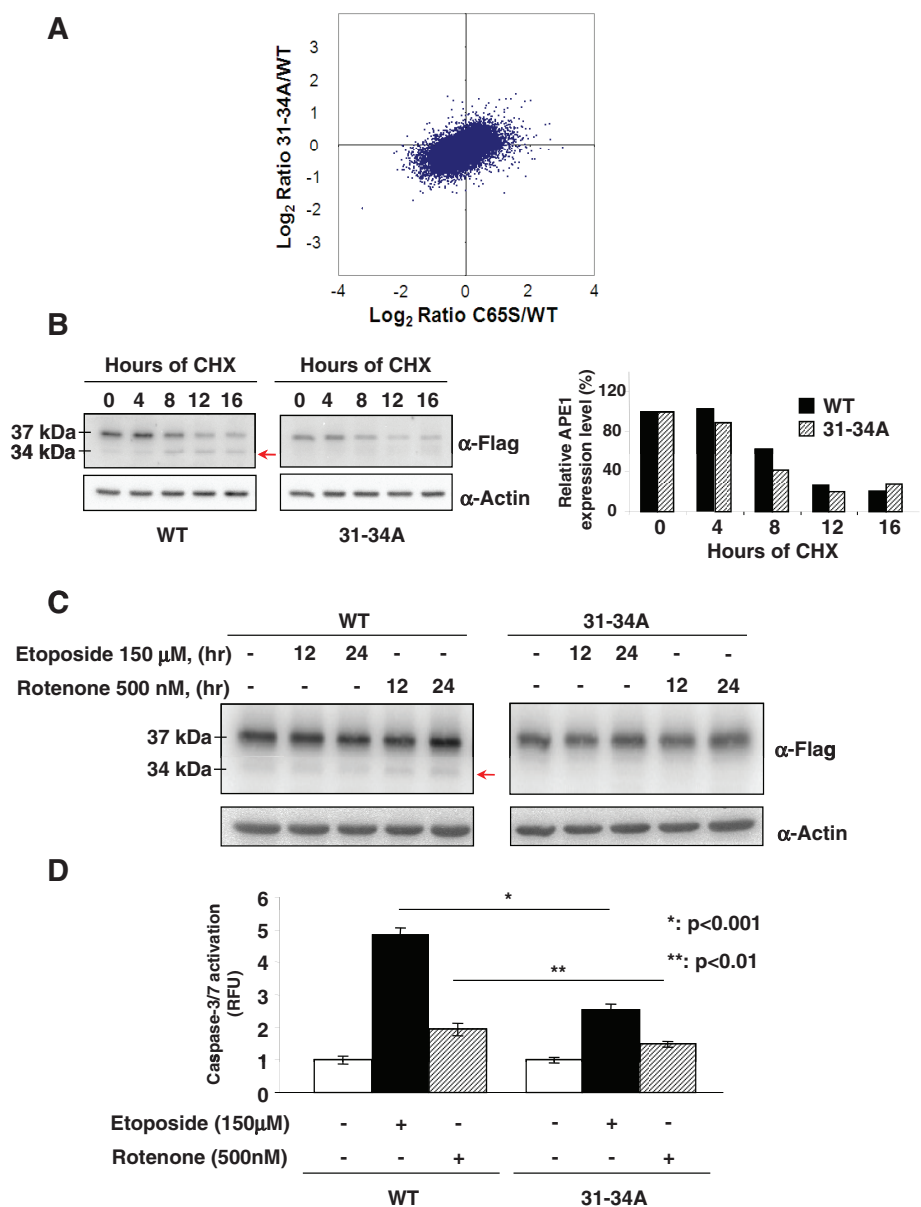 A
Log2 Ratio 31-34A/WT
3
2
1
0
-1
-2
-3
-4 -2 0 2 4
Log2 Ratio C65S/WT
B
Hours of CHX
0 4 8 12 16
37 kDa
34 kDa
WT
Hours of CHX
0 4 8 12 16
α-Flag
α-Actin
31-34A
Relative APE1 expression level (%)
120
80
40
0
WT
31-34A
0 4 8 12 16
Hours of CHX
C
WT 31-34A
Etoposide 150 μM, (hr) - 12 24 - - - 12 24 - -
Rotenone 500 nM, (hr) - - - 12 24 - - - 12 24
37 kDa
34 kDa
α-Flag
α-Actin
D
Caspase-3/7 activation (RFU)
6
5
4
3
2
1
0
*
**
*: p<0.001
**: p<0.01
Etoposide (150μM) - + - - + -
Rotenone (500nM) - - + - - +
WT 31-34A